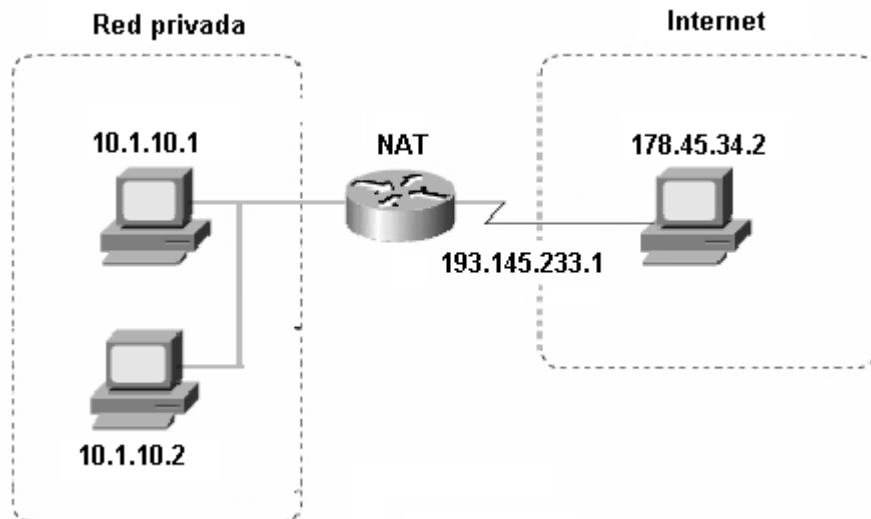 Red privada
Internet
10.1.10.1
NAT
178.45.34.2
193.145.233.1
10.1.10.2